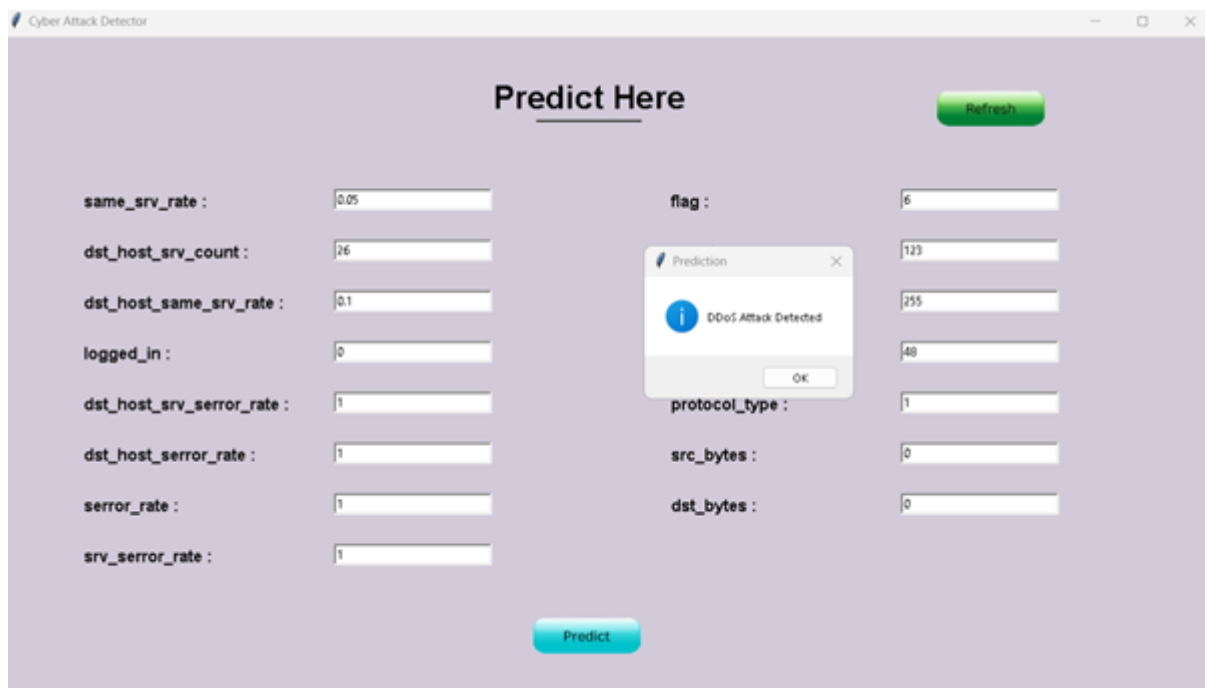 Cyber Attack Detector
Predict Here
Refresh
same_srv_rate : 0.05
flag : 6
dst_host_srv_count : 26
123
dst_host_same_srv_rate : 0.1
255
logged_in : 0
48
Prediction
DDoS Attack Detected
OK
dst_host_srv_serror_rate : 1
protocol_type : 1
dst_host_serror_rate : 1
src_bytes : 0
serror_rate : 1
dst_bytes : 0
srv_serror_rate : 1
Predict